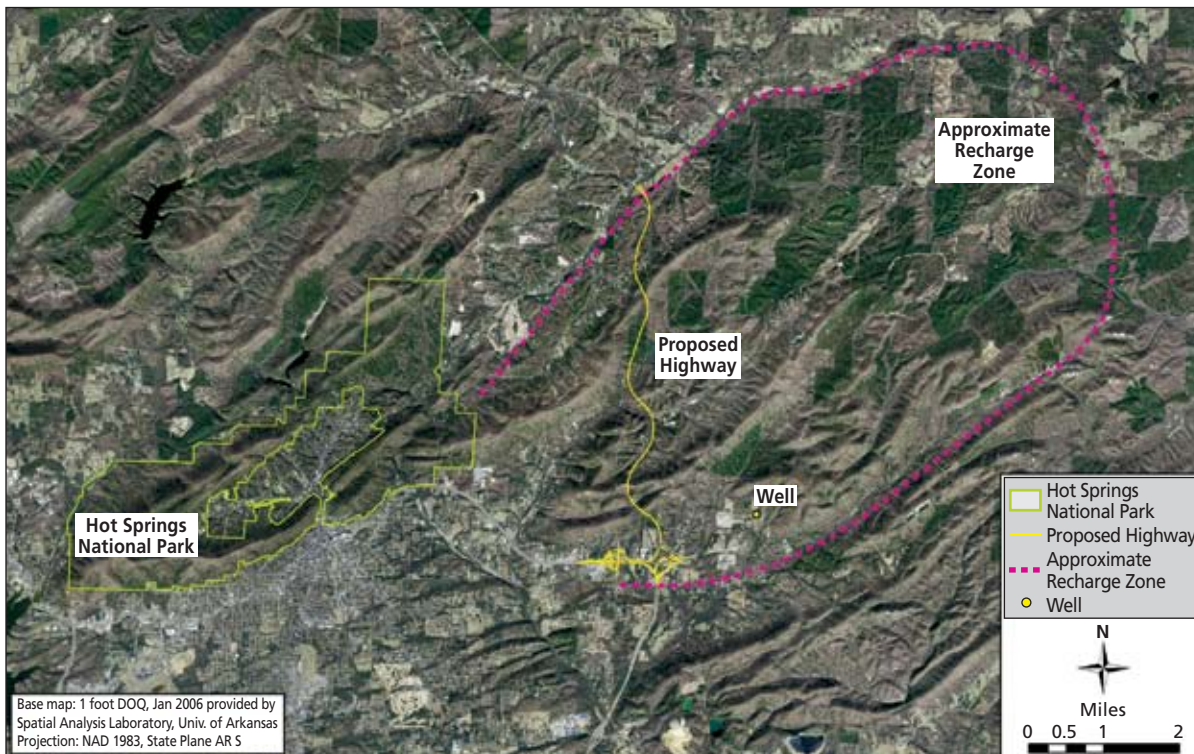 Approximate
Recharge
Zone
Proposed
Highway
Well
Hot Springs
National Park
Hot Springs
National Park
Proposed Highway
Approximate
Recharge Zone
Well
N
Miles
0 0.5 1 2
Base map: 1 foot DOQ, Jan 2006 provided by
Spatial Analysis Laboratory, Univ. of Arkansas
Projection: NAD 1983, State Plane AR S